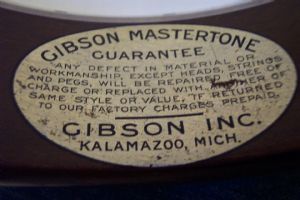 GIBSON MASTERTONE
GUARANTEE
ANY DEFECT IN MATERIAL OR
WORKMANSHIP, EXCEPT HEADS, STRINGS
AND PEGS, WILL BE REPAIRED FREE OF
CHARGE OR REPLACED WITH ANOTHER OF
SAME STYLE OR VALUE, IF RETURNED
TO OUR FACTORY CHARGES PREPAID.
GIBSON INC.
KALAMAZOO, MICH.